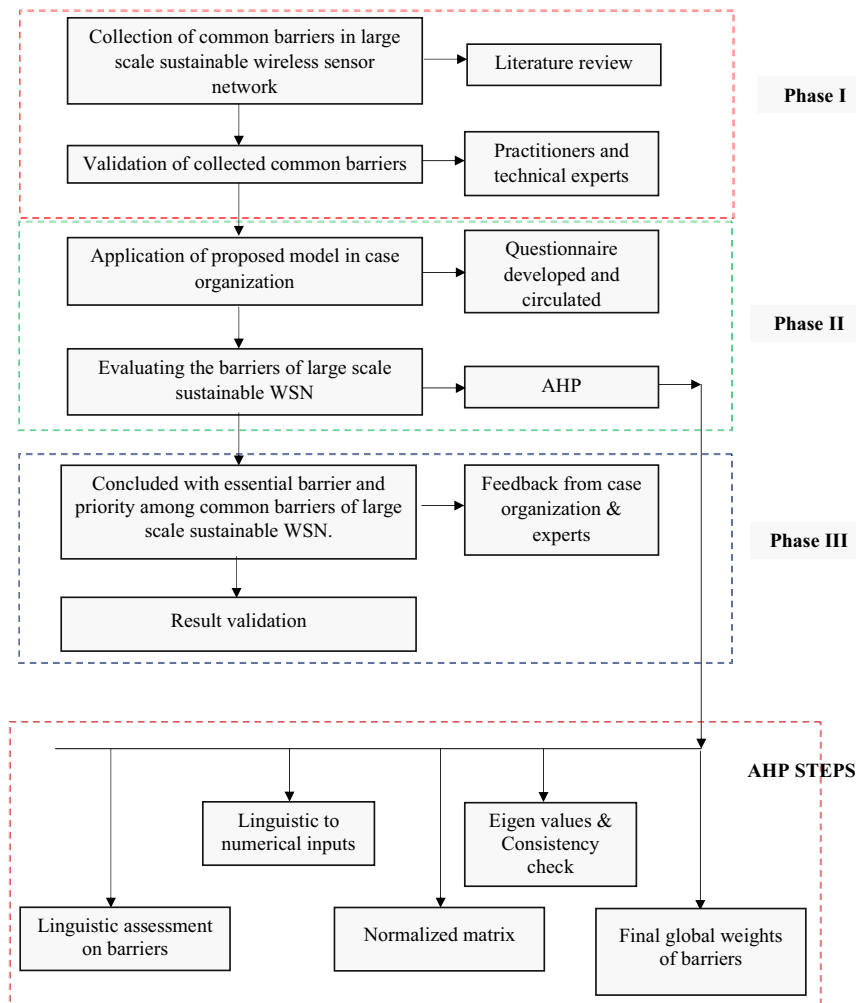 Collection of common barriers in large
scale sustainable wireless sensor
network
Literature review
Phase I
Validation of collected common barriers
Practitioners and
technical experts
Application of proposed model in case
organization
Questionnaire
developed and
circulated
Phase II
Evaluating the barriers of large scale
sustainable WSN
AHP
Concluded with essential barrier and
priority among common barriers of large
scale sustainable WSN.
Feedback from case
organization &
experts
Phase III
Result validation
AHP STEPS
Linguistic to
numerical inputs
Eigen values &
Consistency
check
Linguistic assessment
on barriers
Normalized matrix
Final global weights
of barriers